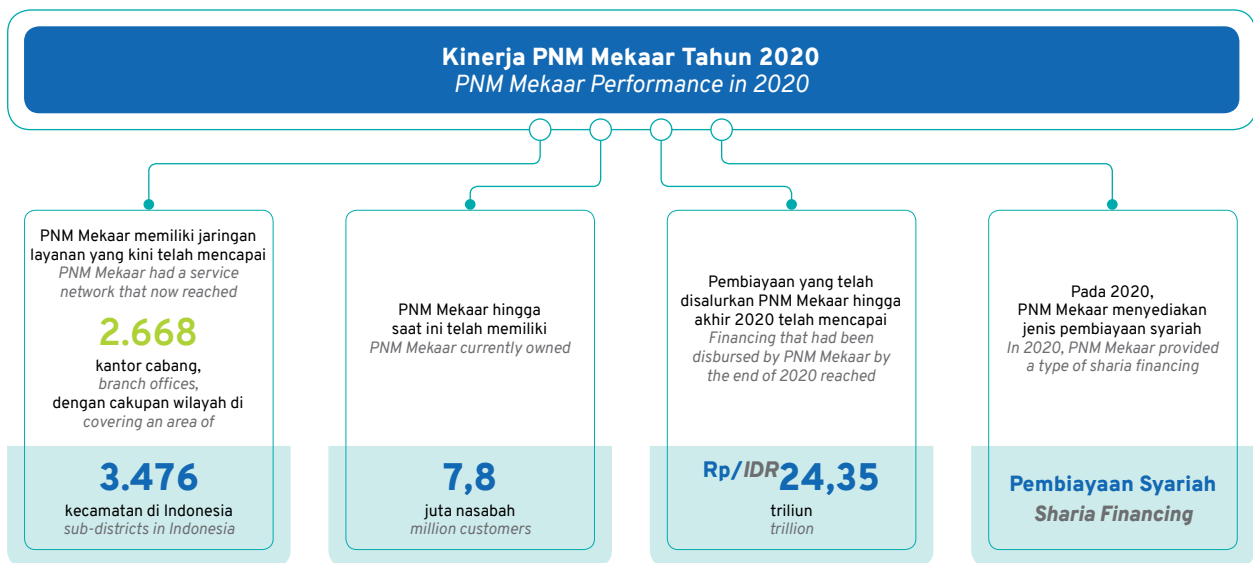 Kinerja PNM Mekaar Tahun 2020
PNM Mekaar Performance in 2020
PNM Mekaar memiliki jaringan
layanan yang kini telah mencapai
PNM Mekaar had a service
network that now reached
2.668
kantor cabang,
branch offices,
dengan cakupan wilayah di
covering an area of
3.476
kecamatan di Indonesia
sub-districts in Indonesia
PNM Mekaar hingga
saat ini telah memiliki
PNM Mekaar currently owned
7,8
juta nasabah
million customers
Pembiayaan yang telah
disalurkan PNM Mekaar hingga
akhir 2020 telah mencapai
Financing that had been
disbursed by PNM Mekaar by
the end of 2020 reached
Rp/IDR 24,35
triliun
trillion
Pada 2020,
PNM Mekaar menyediakan
jenis pembiayaan syariah
In 2020, PNM Mekaar provided
a type of sharia financing
Pembiayaan Syariah
Sharia Financing